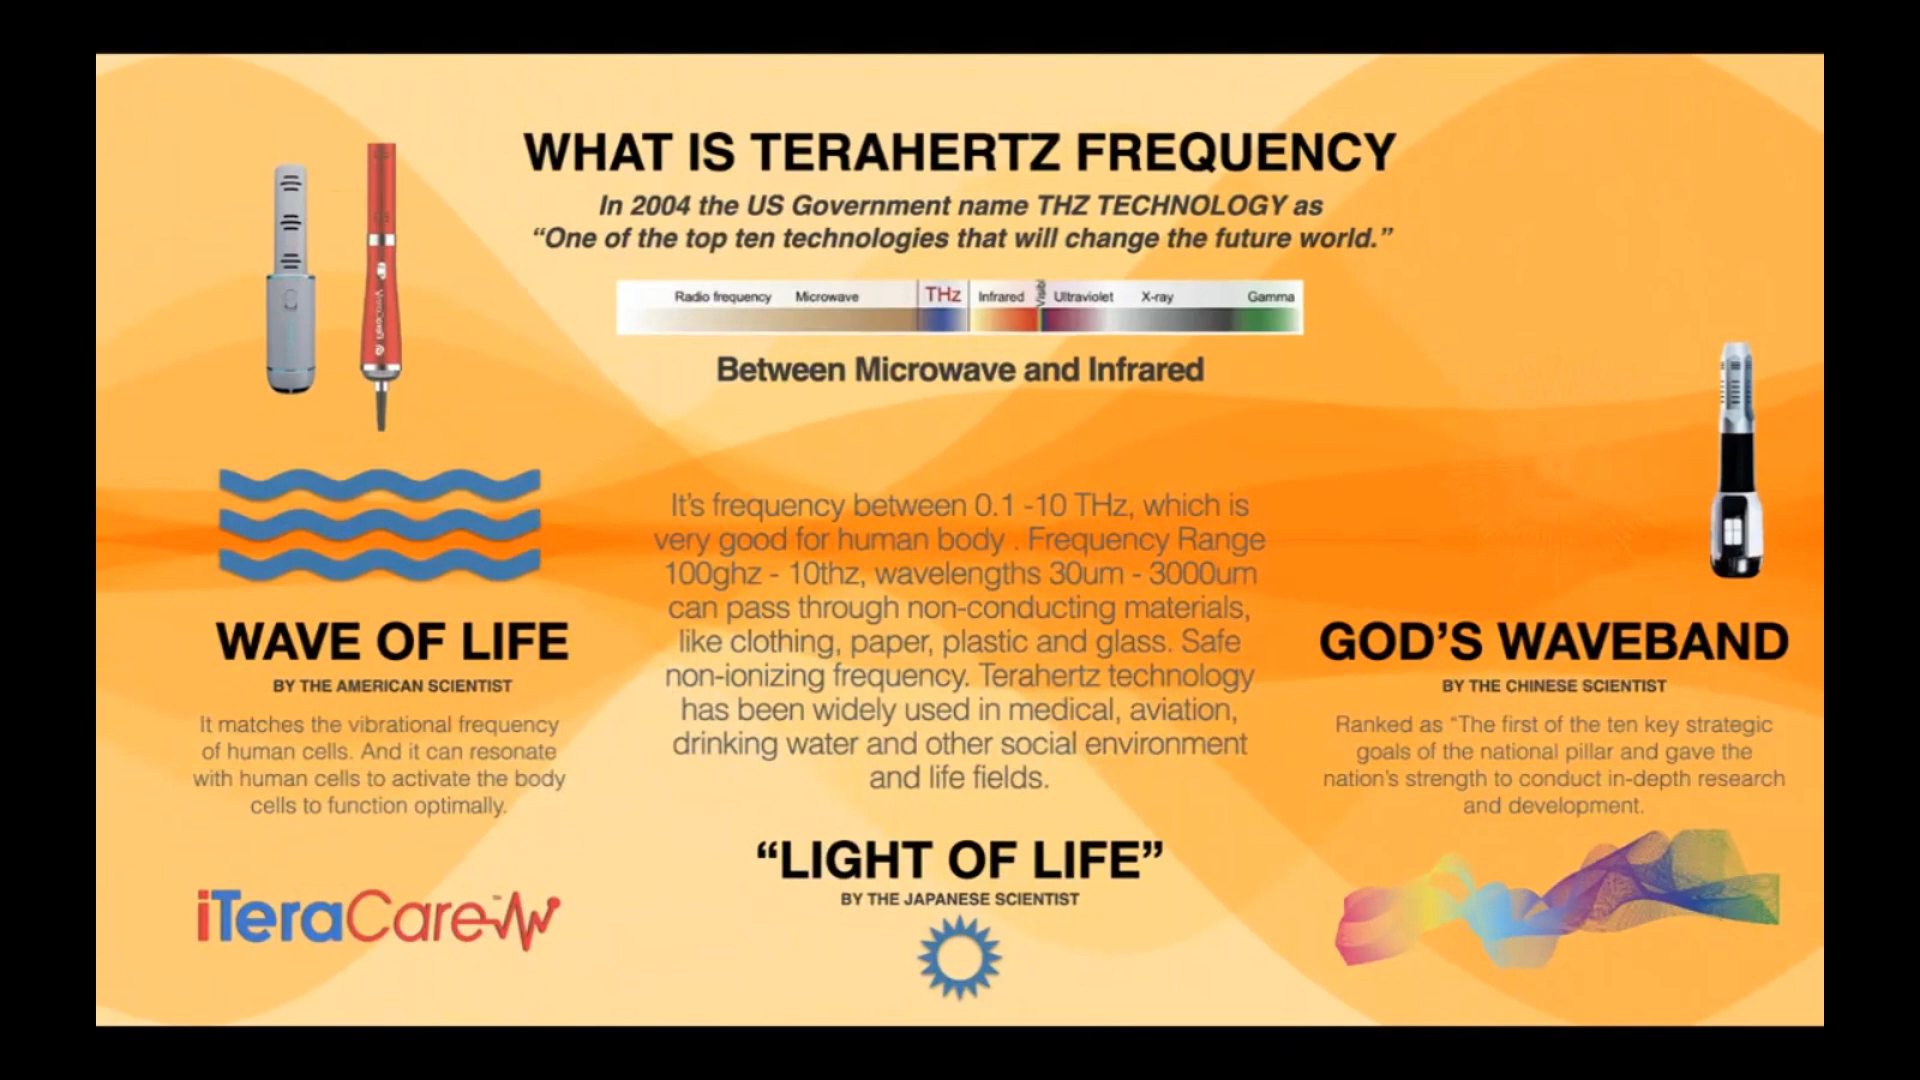 WHAT IS TERAHERTZ FREQUENCY
In 2004 the US Government name THZ TECHNOLOGY as
“One of the top ten technologies that will change the future world.”
Radio frequency Microwave THz Infrared Visibl Ultraviolet X-ray Gamma
Between Microwave and Infrared
It's frequency between 0.1 -10 THz, which is
very good for human body . Frequency Range
100ghz - 10thz, wavelengths 30um - 3000um
can pass through non-conducting materials,
like clothing, paper, plastic and glass. Safe
non-ionizing frequency. Terahertz technology
has been widely used in medical, aviation,
drinking water and other social environment
and life fields.
WAVE OF LIFE
BY THE AMERICAN SCIENTIST
It matches the vibrational frequency
of human cells. And it can resonate
with human cells to activate the body
cells to function optimally.
GOD'S WAVEBAND
BY THE CHINESE SCIENTIST
Ranked as “The first of the ten key strategic
goals of the national pillar and gave the
nation's strength to conduct in-depth research
and development.
“LIGHT OF LIFE”
BY THE JAPANESE SCIENTIST
iTeraCare